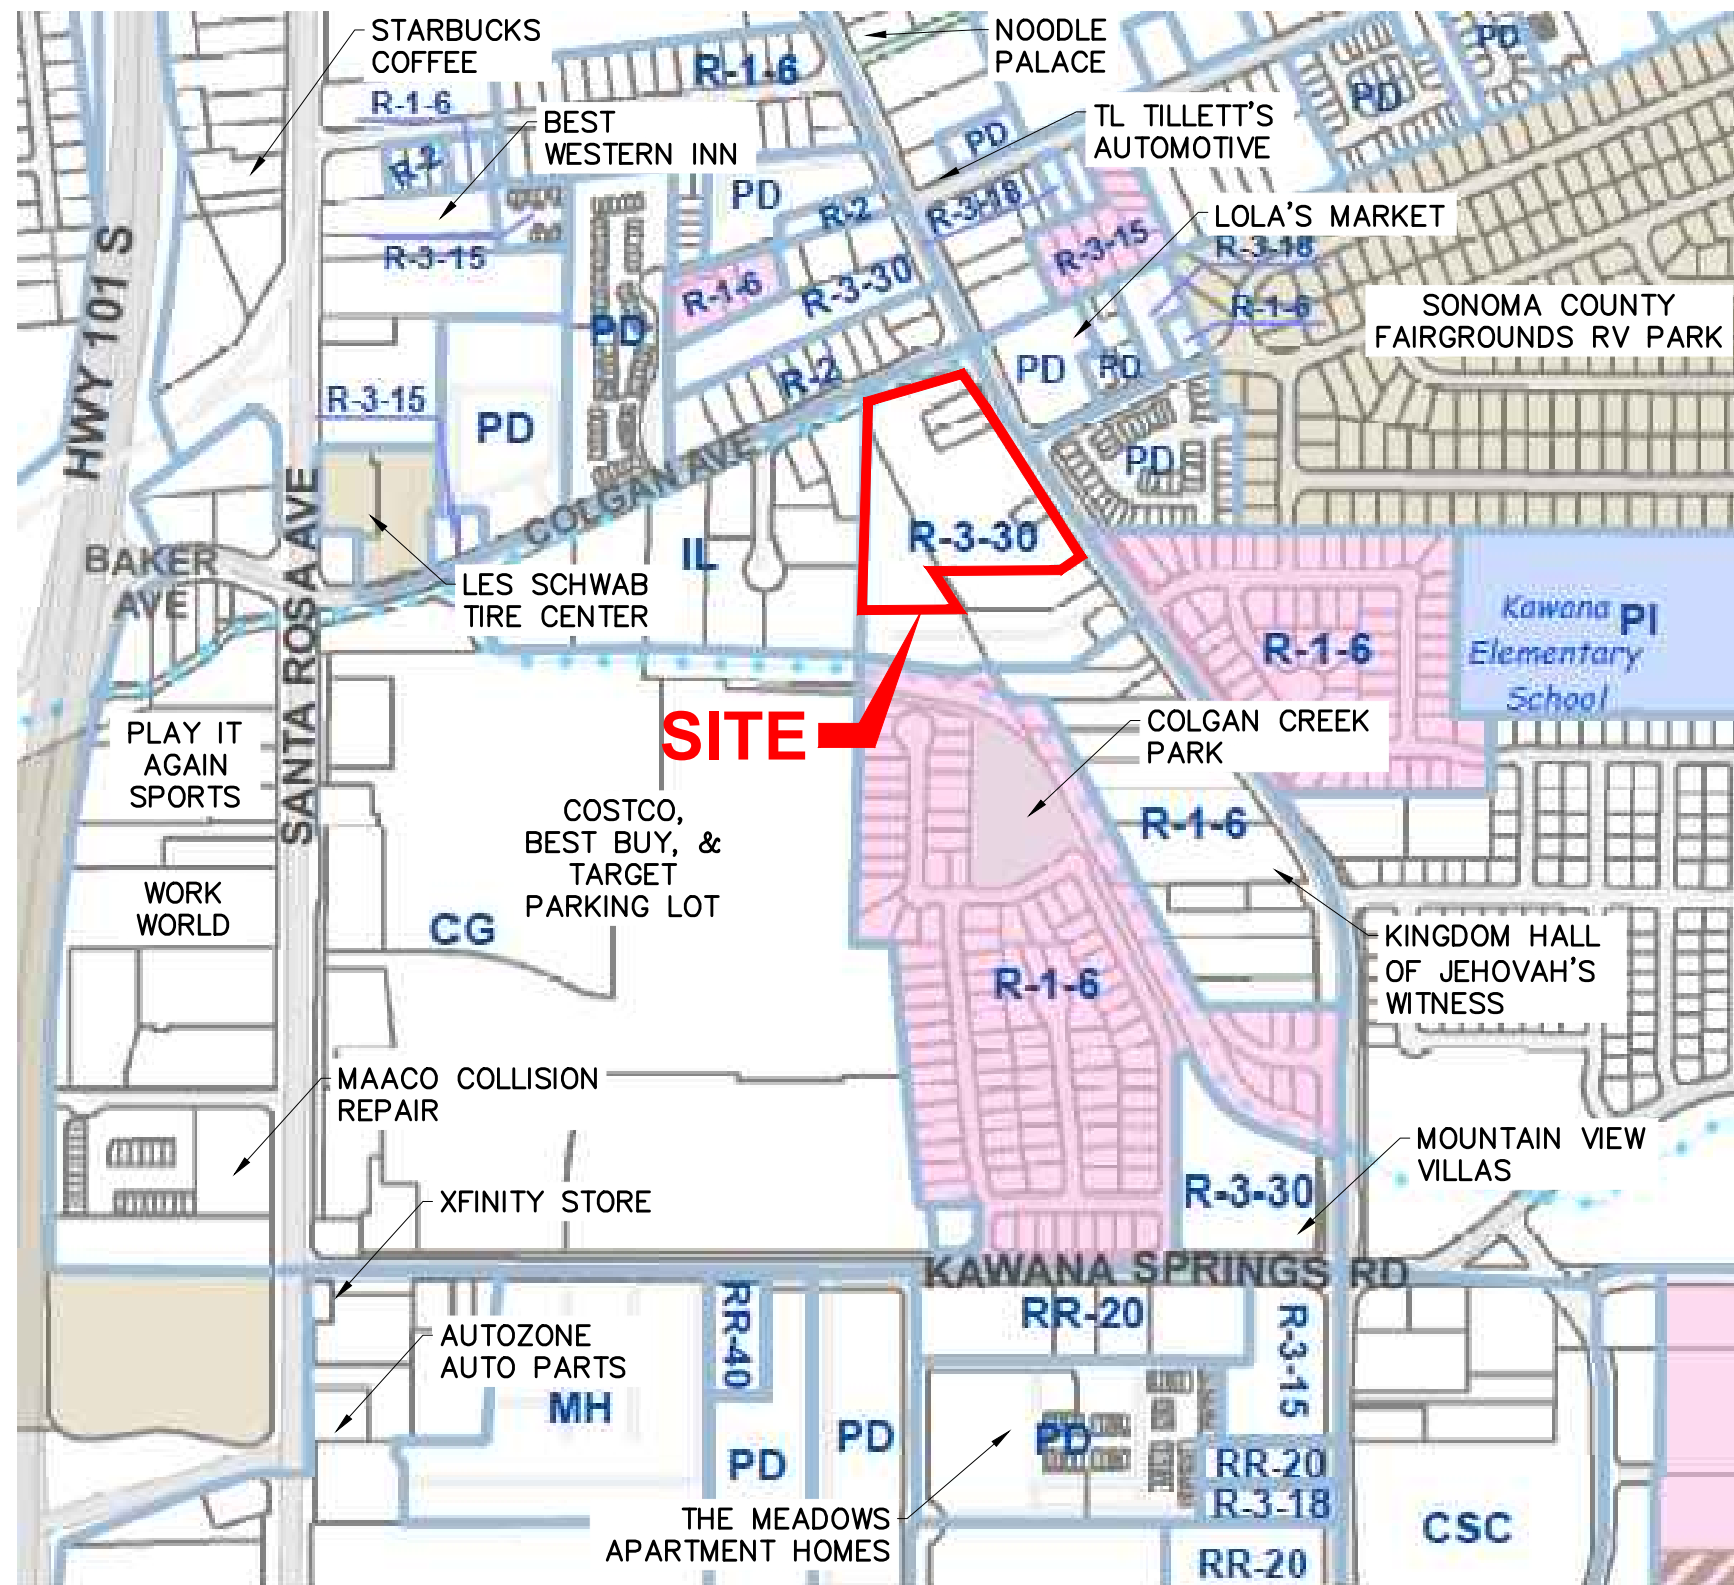 STARBUCKS
COFFEE
NOODLE
PALACE
PD
R-1-6
R-1-6
PD
BEST
WESTERN INN
TL TILLETT'S
AUTOMOTIVE
PD
R-2
PD
R-2
R-3-18
LOLA'S MARKET
R-3-15
R-3-18
R-3-15
HWY 101 S
R-1-6
R-3-30
R-1-6
SONOMA COUNTY
FAIRGROUNDS RV PARK
PD
R-2
PD
PD
R-3-15
PD
PD
COLGAN AVE
R-3-30
IL
BAKER
AVE
SANTA ROSA AVE
LES SCHWAB
TIRE CENTER
Kawana
Elementary
School
PI
R-1-6
SITE
COLGAN CREEK
PARK
PLAY IT
AGAIN
SPORTS
COSTCO,
BEST BUY, &
TARGET
PARKING LOT
R-1-6
WORK
WORLD
CG
KINGDOM HALL
OF JEHOVAH'S
WITNESS
R-1-6
MAACO COLLISION
REPAIR
MOUNTAIN VIEW
VILLAS
XFINITY STORE
R-3-30
KAWANA SPRINGS RD
RR-40
RR-20
R-3-15
AUTOZONE
AUTO PARTS
MH
PD
PD
PD
RR-20
R-3-18
THE MEADOWS
APARTMENT HOMES
CSC
RR-20